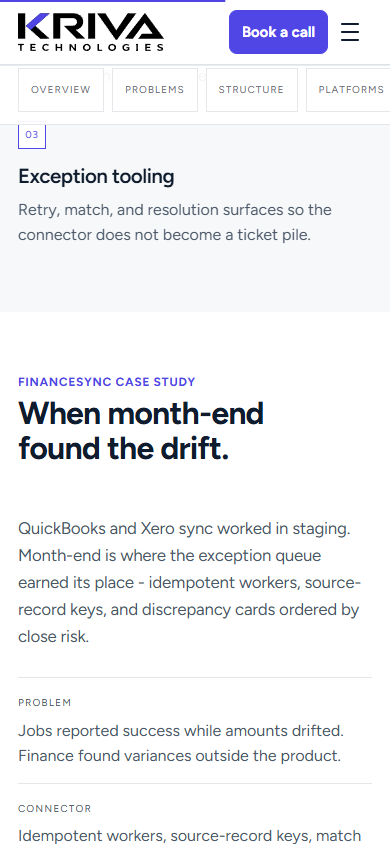 KRIVA
TECHNOLOGIES
Book a call
OVERVIEW
PROBLEMS
STRUCTURE
PLATFORMS
03
Exception tooling
Retry, match, and resolution surfaces so the
connector does not become a ticket pile.
FINANCESYNC CASE STUDY
When month-end
found the drift.
QuickBooks and Xero sync worked in staging.
Month-end is where the exception queue
earned its place - idempotent workers, source-
record keys, and discrepancy cards ordered by
close risk.
PROBLEM
Jobs reported success while amounts drifted.
Finance found variances outside the product.
CONNECTOR
Idempotent workers, source-record keys, match